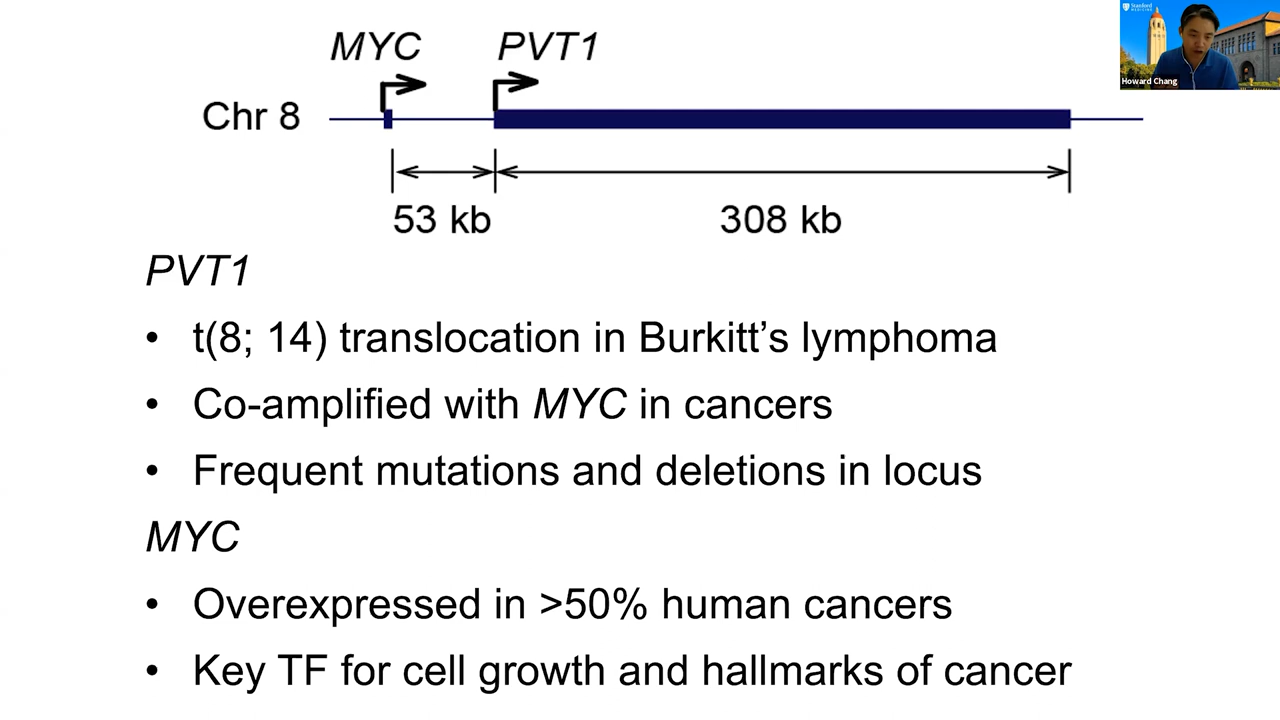 MYC
PVT1
Stanford
MEDICINE
Howard Chang
Chr 8
53 kb
308 kb
PVT1
• t(8; 14) translocation in Burkitt’s lymphoma
• Co-amplified with MYC in cancers
• Frequent mutations and deletions in locus
MYC
• Overexpressed in >50% human cancers
• Key TF for cell growth and hallmarks of cancer